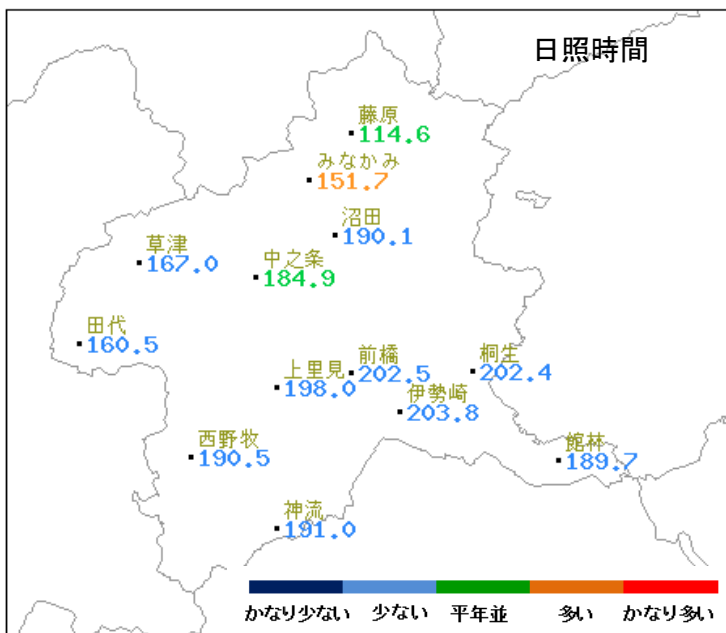 日照時間
藤原
114.6
みなかみ
151.7
沼田
190.1
草津
167.0
中之条
184.9
田代
160.5
上里見
198.0
前橋
202.5
桐生
202.4
伊勢崎
203.8
西野牧
190.5
館林
189.7
神流
191.0
かなり少ない 少ない 平年並 多い かなり多い